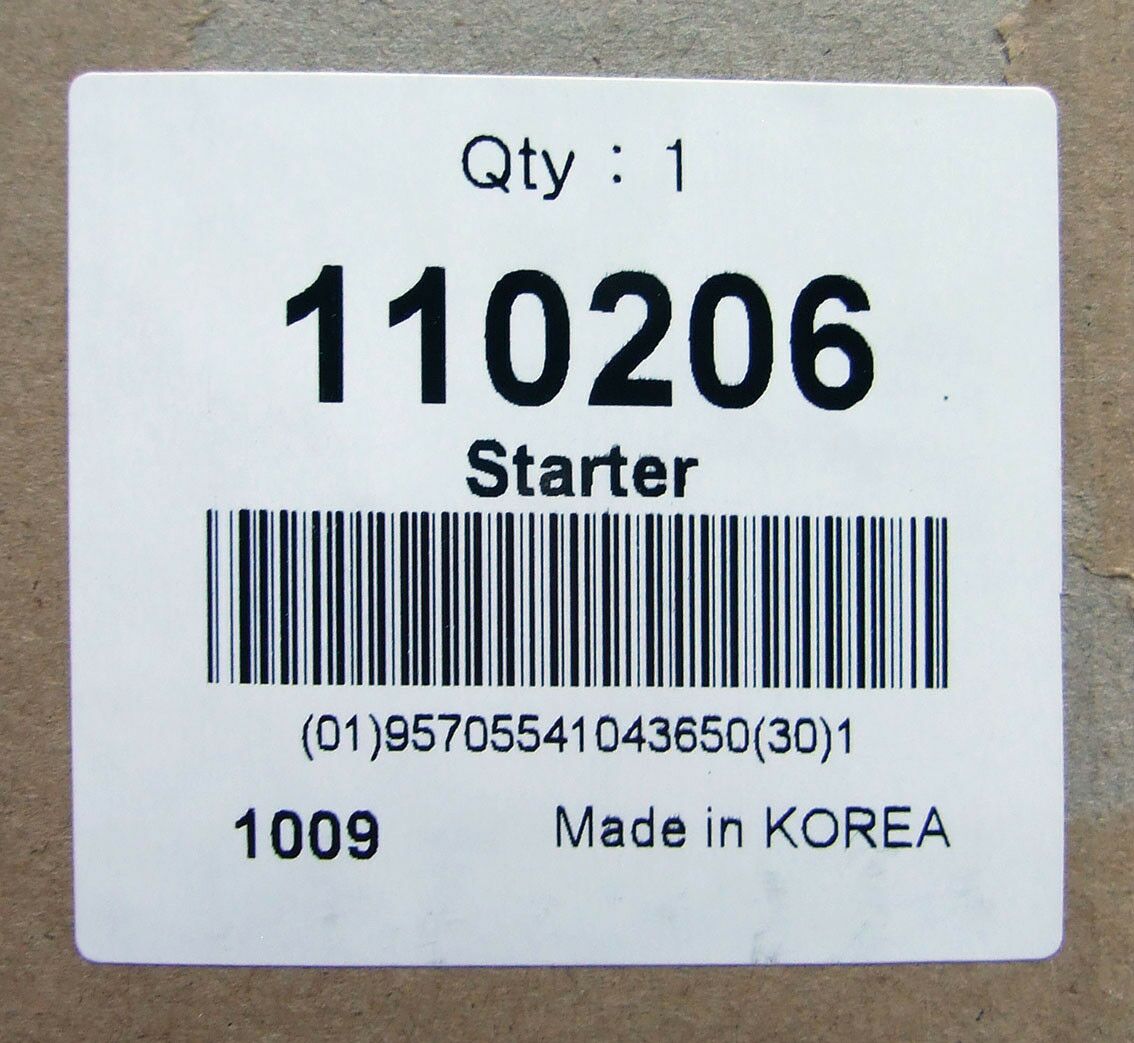 Qty : 1
110206
Starter
(01)95705541043650(30)1
1009 Made in KOREA